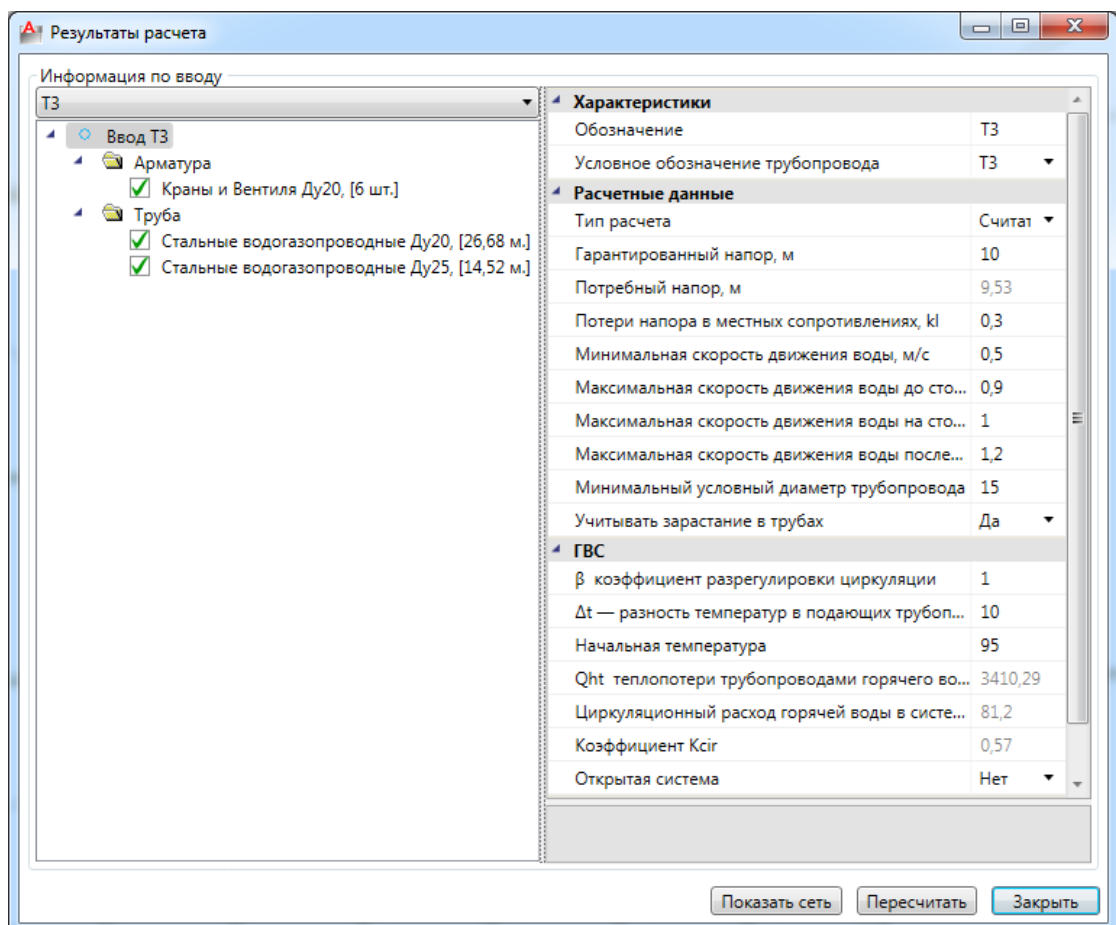 Результаты расчета
Информация по вводу
Т3
Ввод Т3
Арматура
Краны и Вентиля Ду20, [6 шт.]
Труба
Стальные водогазопроводные Ду20, [26,68 м.]
Стальные водогазопроводные Ду25, [14,52 м.]
Характеристики
Обозначение Т3
Условное обозначение трубопровода Т3
Расчетные данные
Тип расчета Считат
Гарантированный напор, м 10
Потребный напор, м 9,53
Потери напора в местных сопротивлениях, kl 0,3
Минимальная скорость движения воды, м/с 0,5
Максимальная скорость движения воды до сто... 0,9
Максимальная скорость движения воды на сто... 1
Максимальная скорость движения воды после... 1,2
Минимальный условный диаметр трубопровода 15
Учитывать зарастание в трубах Да
ГВС
β коэффициент разрегулировки циркуляции 1
Δt — разность температур в подающих трубоп... 10
Начальная температура 95
Qht теплопотери трубопроводами горячего во... 3410,29
Циркуляционный расход горячей воды в систе... 81,2
Коэффициент Kcir 0,57
Открытая система Нет
Показать сеть Пересчитать Закрыть